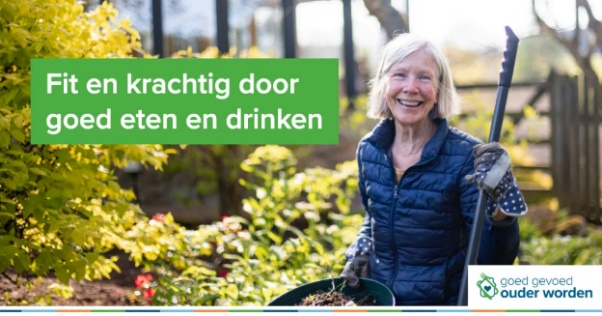 Fit en krachtig door
goed eten en drinken
goed gevoed
ouder worden